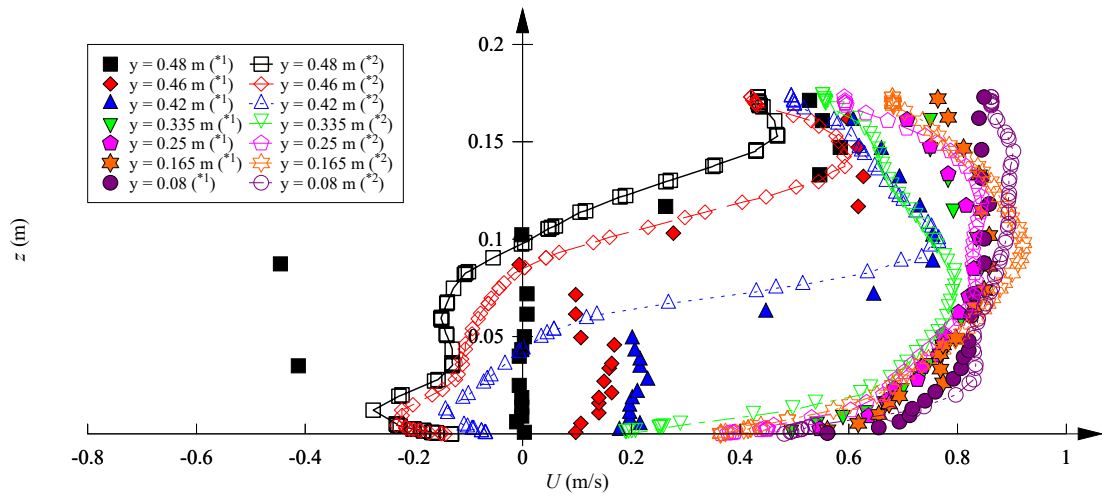 0.2
y = 0.48 m (*1) y = 0.48 m (*2)
y = 0.46 m (*1) y = 0.46 m (*2)
y = 0.42 m (*1) y = 0.42 m (*2)
y = 0.335 m (*1) y = 0.335 m (*2)
y = 0.25 m (*1) y = 0.25 m (*2)
y = 0.165 m (*1) y = 0.165 m (*2)
y = 0.08 (*1) y = 0.08 m (*2)
0.15
z (m)
0.1
0.05
-0.8 -0.6 -0.4 -0.2 0 0.2 0.4 0.6 0.8 1
U (m/s)